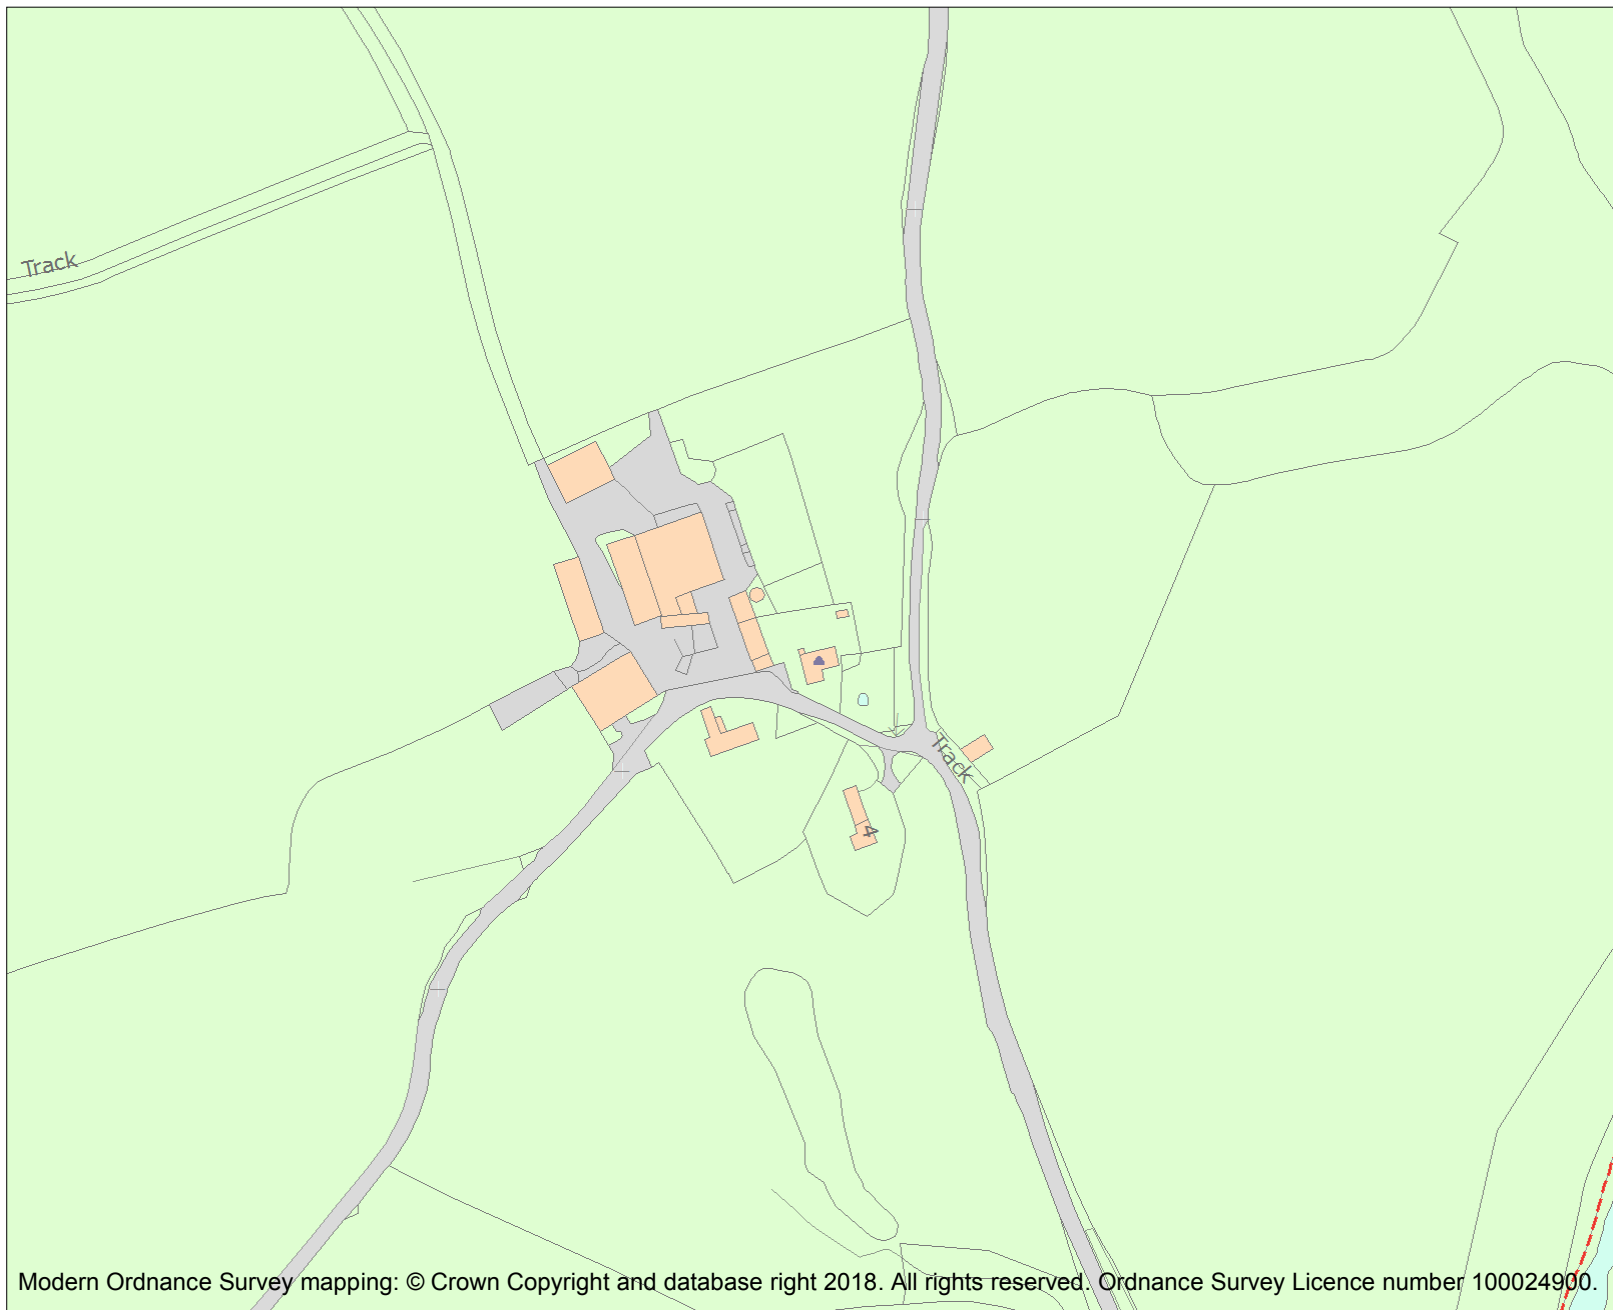 Track
Track
4
Modern Ordnance Survey mapping: © Crown Copyright and database right 2018. All rights reserved. Ordnance Survey Licence number 100024900.